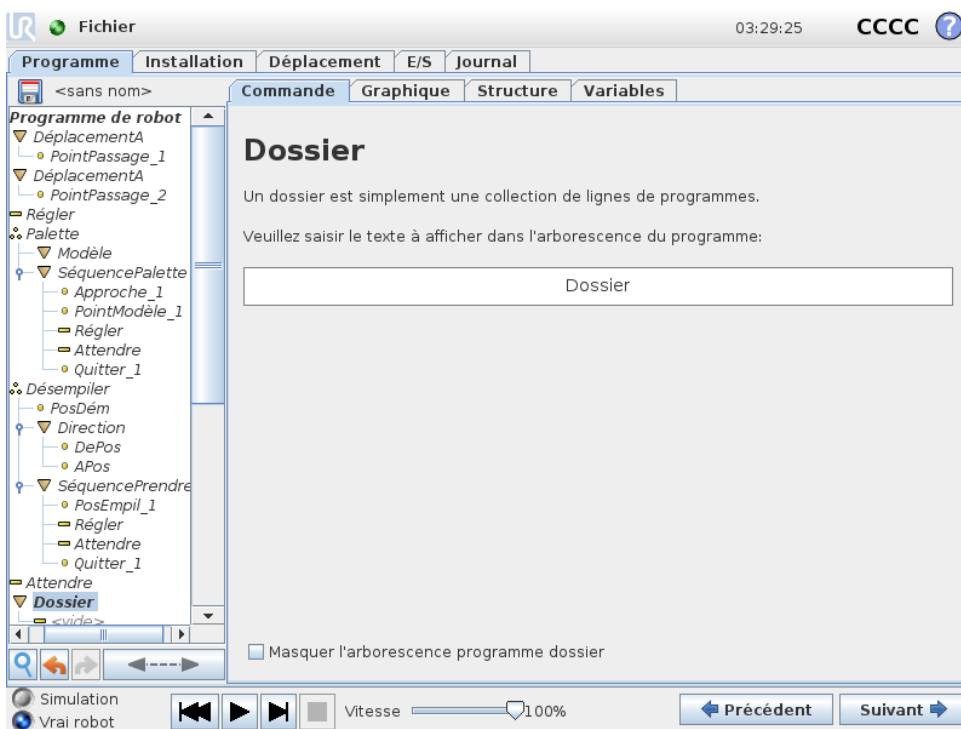 UR Fichier 03:29:25 CCCC ?
Programme Installation Déplacement E/S Journal
<sans nom> Commande Graphique Structure Variables
Programme de robot
DéplacementA
PointPassage_1
DéplacementA
PointPassage_2
Régler
Palette
Modèle
SéquencePalette
Approche_1
PointModèle_1
Régler
Attendre
Quitter_1
Désempiler
PosDém
Direction
DePos
APos
SéquencePrendre
PosEmpil_1
Régler
Attendre
Quitter_1
Attendre
Dossier
<vide>
Dossier
Un dossier est simplement une collection de lignes de programmes.
Veuillez saisir le texte à afficher dans l'arborescence du programme:
Dossier
Masquer l'arborescence programme dossier
Simulation
Vrai robot
Vitesse 100%
Précédent Suivant